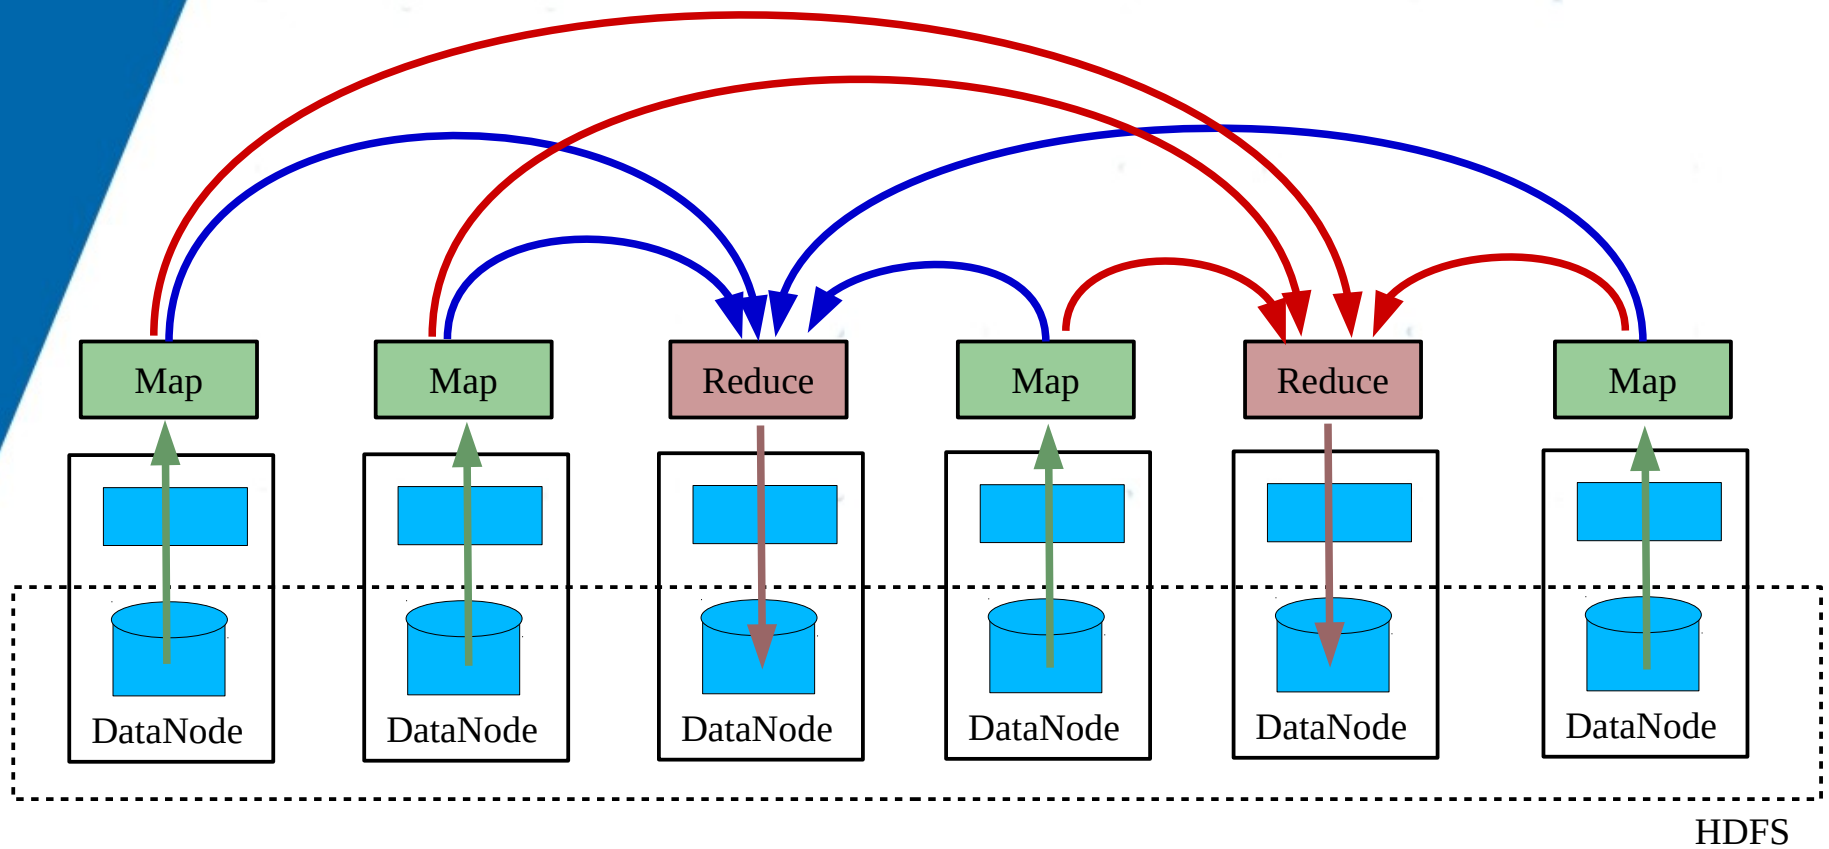 Map
Map
Reduce
Map
Reduce
Map
DataNode
DataNode
DataNode
DataNode
DataNode
DataNode
HDFS